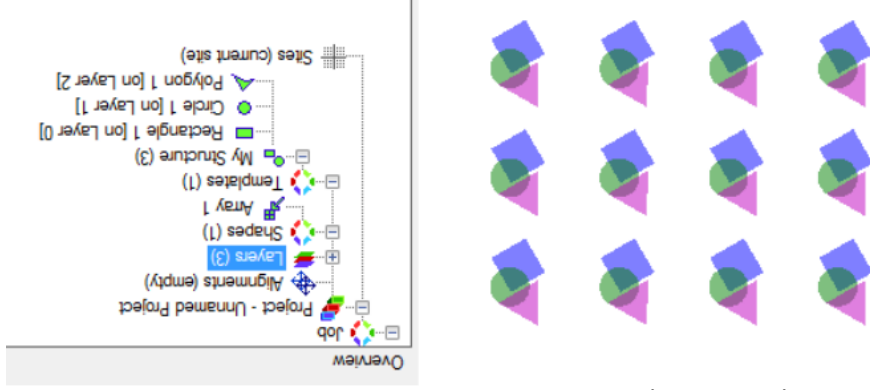 Overview
Job
Project - Unnamed Project
Alignments (empty)
Layers (3)
Shapes (1)
Array 1
Templates (1)
My Structure (3)
Rectangle 1 [on Layer 0]
Circle 1 [on Layer 1]
Polygon 1 [on Layer 2]
Sites (current site)